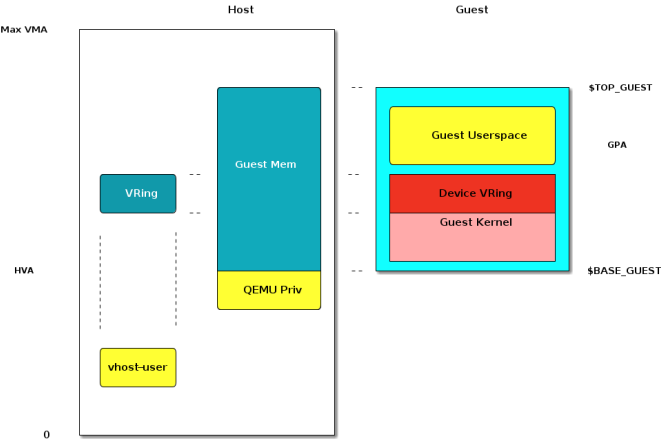 Host
Guest
Max VMA
$TOP_GUEST
Guest Userspace
GPA
Guest Mem
VRing
Device VRing
Guest Kernel
HVA
$BASE_GUEST
QEMU Priv
vhost-user
0